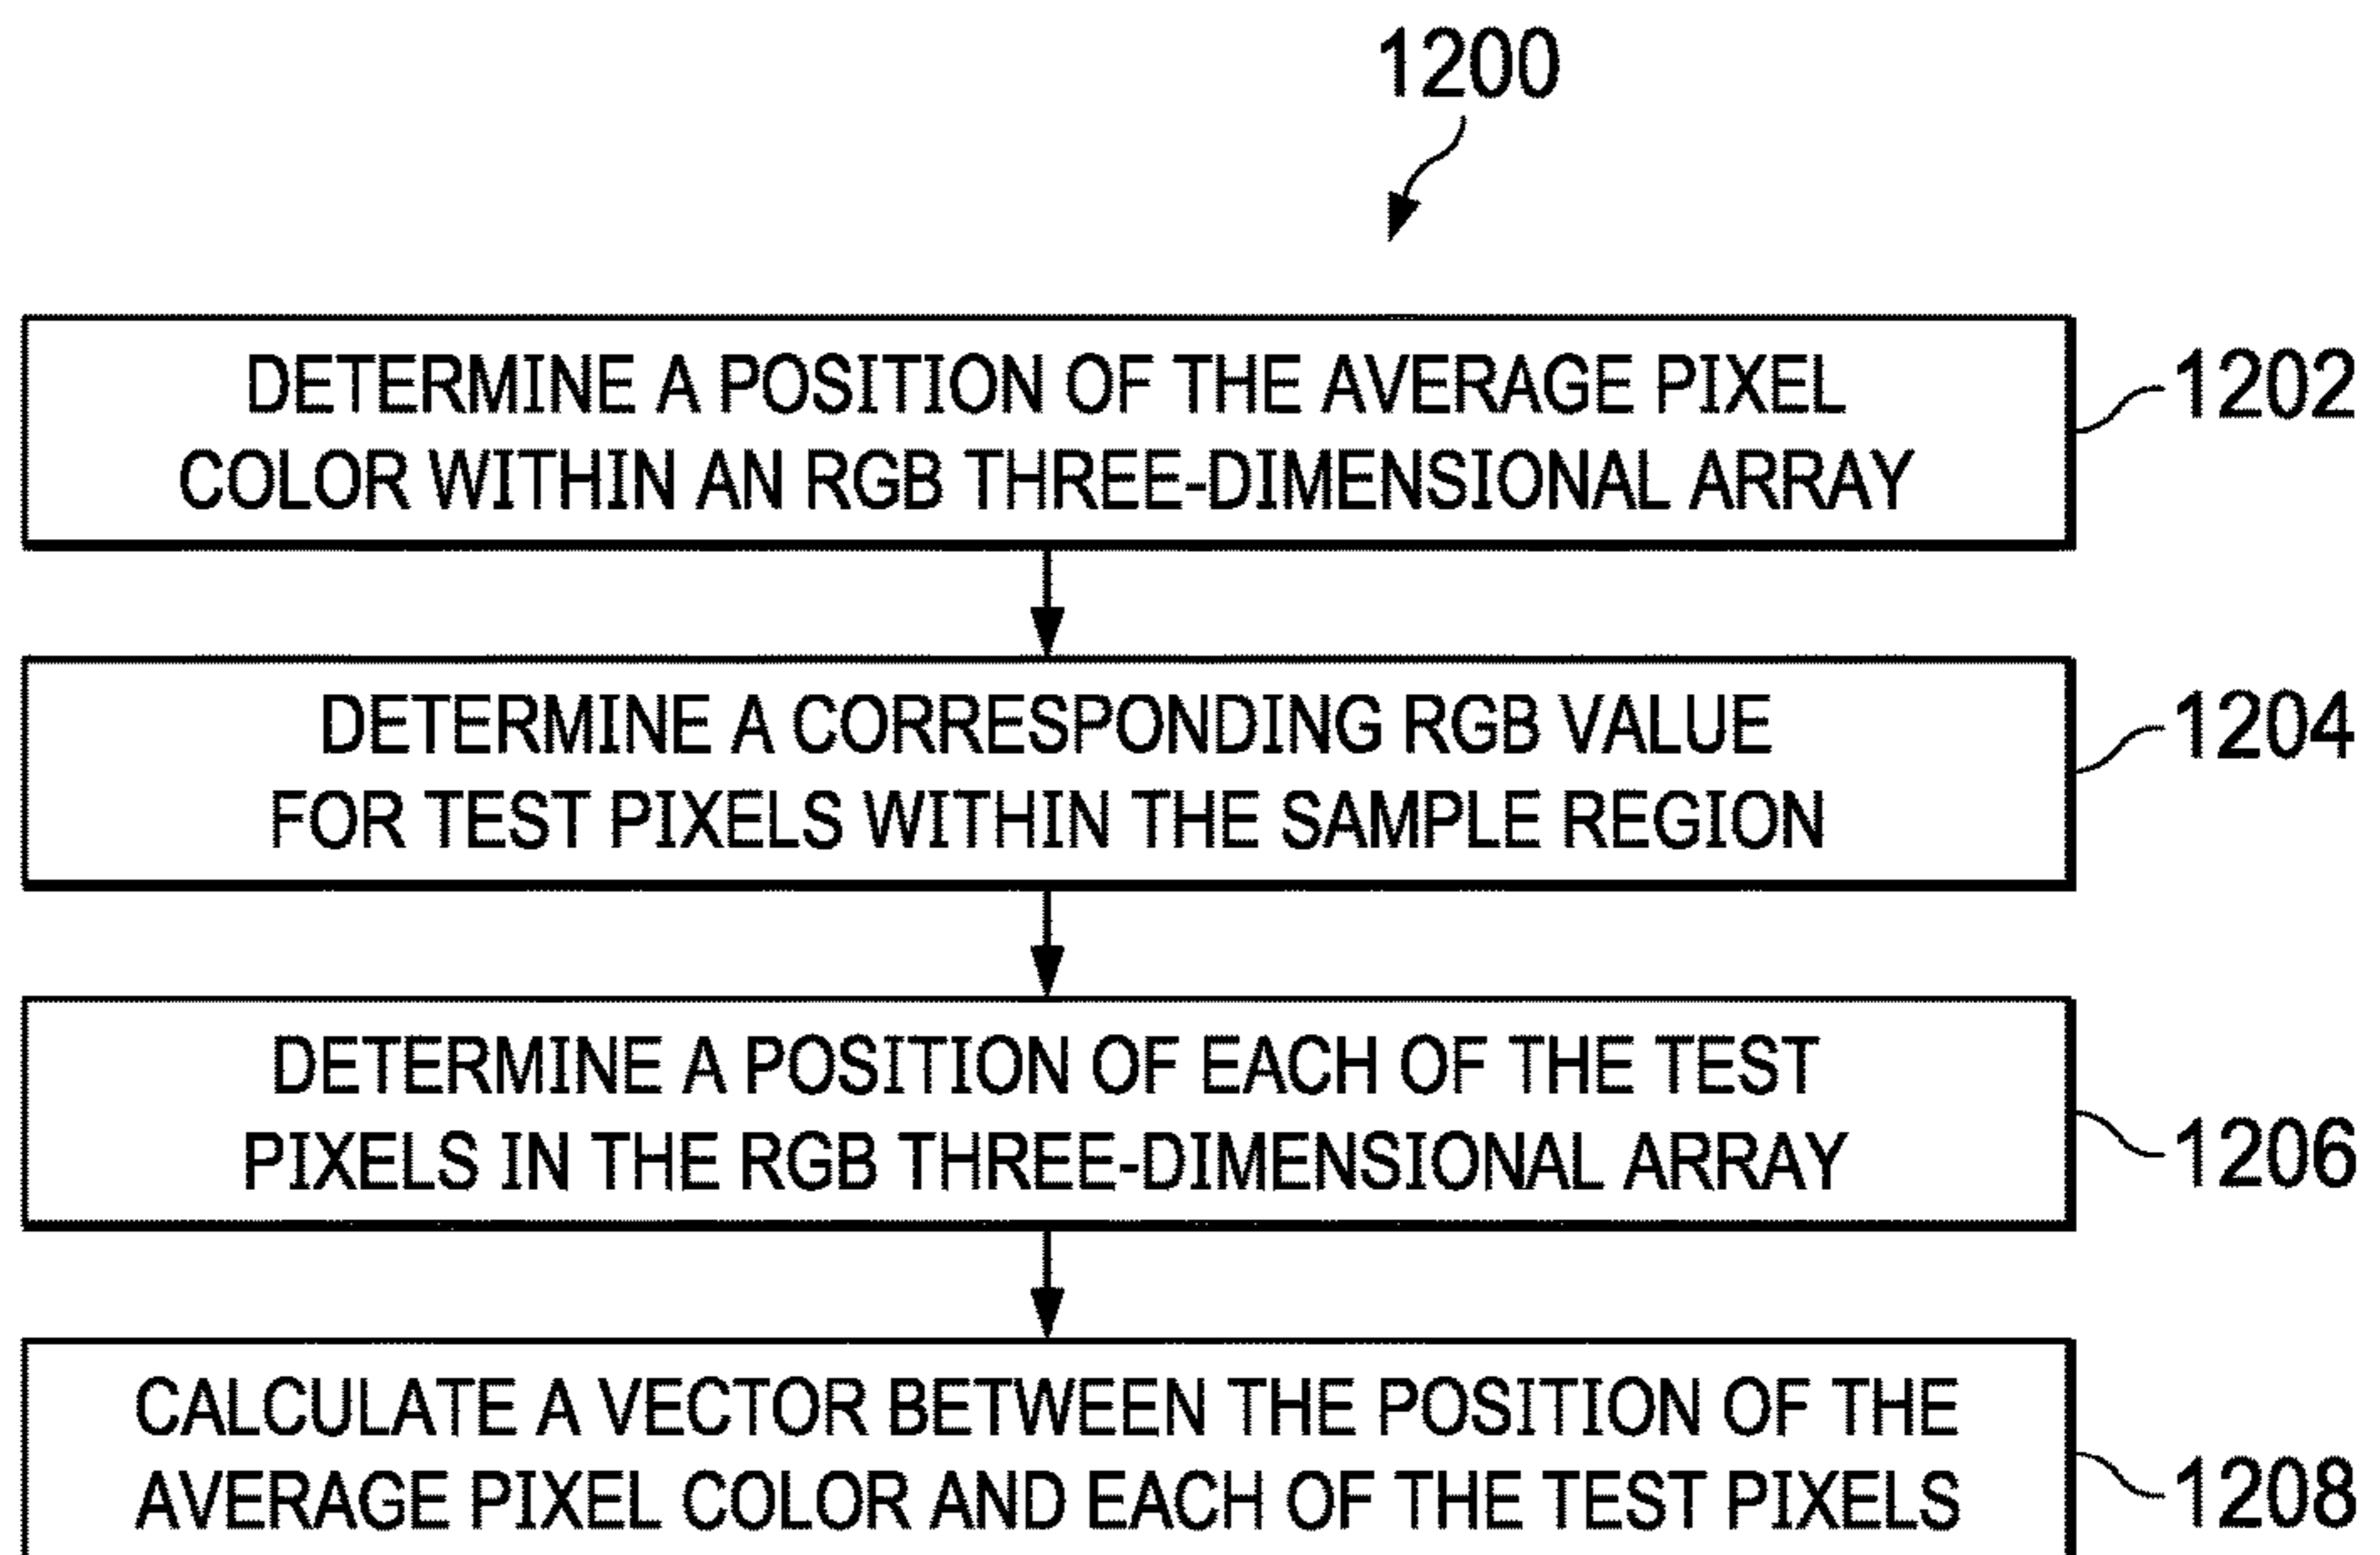 1200
DETERMINE A POSITION OF THE AVERAGE PIXEL
COLOR WITHIN AN RGB THREE-DIMENSIONAL ARRAY
1202
DETERMINE A CORRESPONDING RGB VALUE
FOR TEST PIXELS WITHIN THE SAMPLE REGION
1204
DETERMINE A POSITION OF EACH OF THE TEST
PIXELS IN THE RGB THREE-DIMENSIONAL ARRAY
1206
CALCULATE A VECTOR BETWEEN THE POSITION OF THE
AVERAGE PIXEL COLOR AND EACH OF THE TEST PIXELS
1208